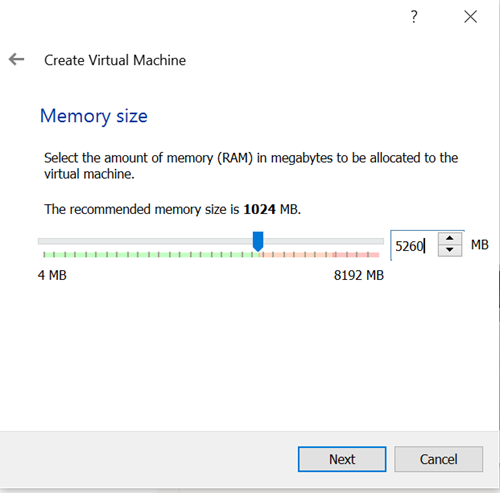 ?
Create Virtual Machine
Memory size
Select the amount of memory (RAM) in megabytes to be allocated to the
virtual machine.
The recommended memory size is 1024 MB.
5260 MB
4 MB 8192 MB
Next Cancel